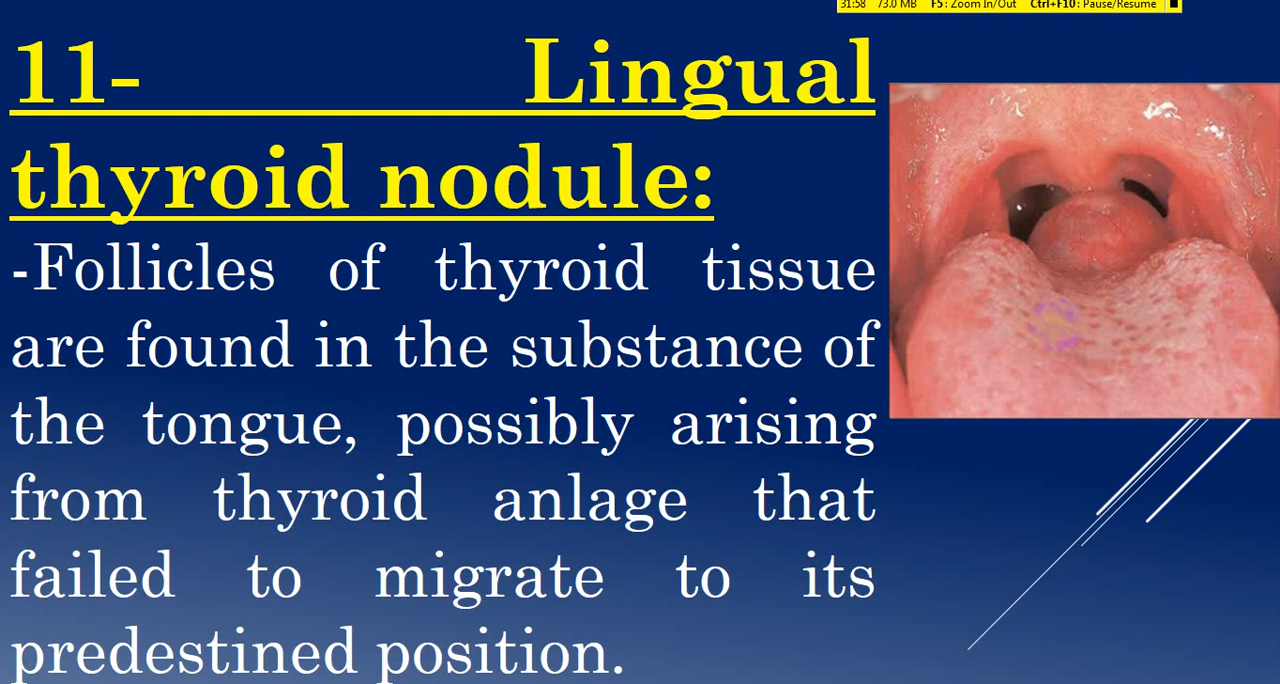 31:58 73.0 MB F5: Zoom In/Out Ctrl+F10: Pause/Resume
11- Lingual
thyroid nodule:
-Follicles of thyroid tissue
are found in the substance of
the tongue, possibly arising
from thyroid anlage that
failed to migrate to its
predestined position.